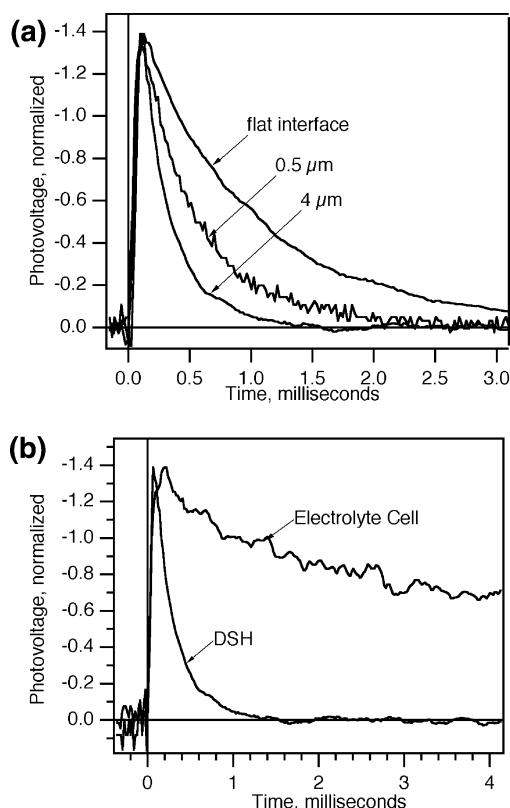 (a)
Photovoltage, normalized
-1.4
-1.2
-1.0
-0.8
-0.6
-0.4
-0.2
0.0
flat interface
0.5 µm
4 µm
0.0 0.5 1.0 1.5 2.0 2.5 3.0
Time, milliseconds
(b)
Photovoltage, normalized
-1.4
-1.2
-1.0
-0.8
-0.6
-0.4
-0.2
0.0
Electrolyte Cell
DSH
0 1 2 3 4
Time, milliseconds